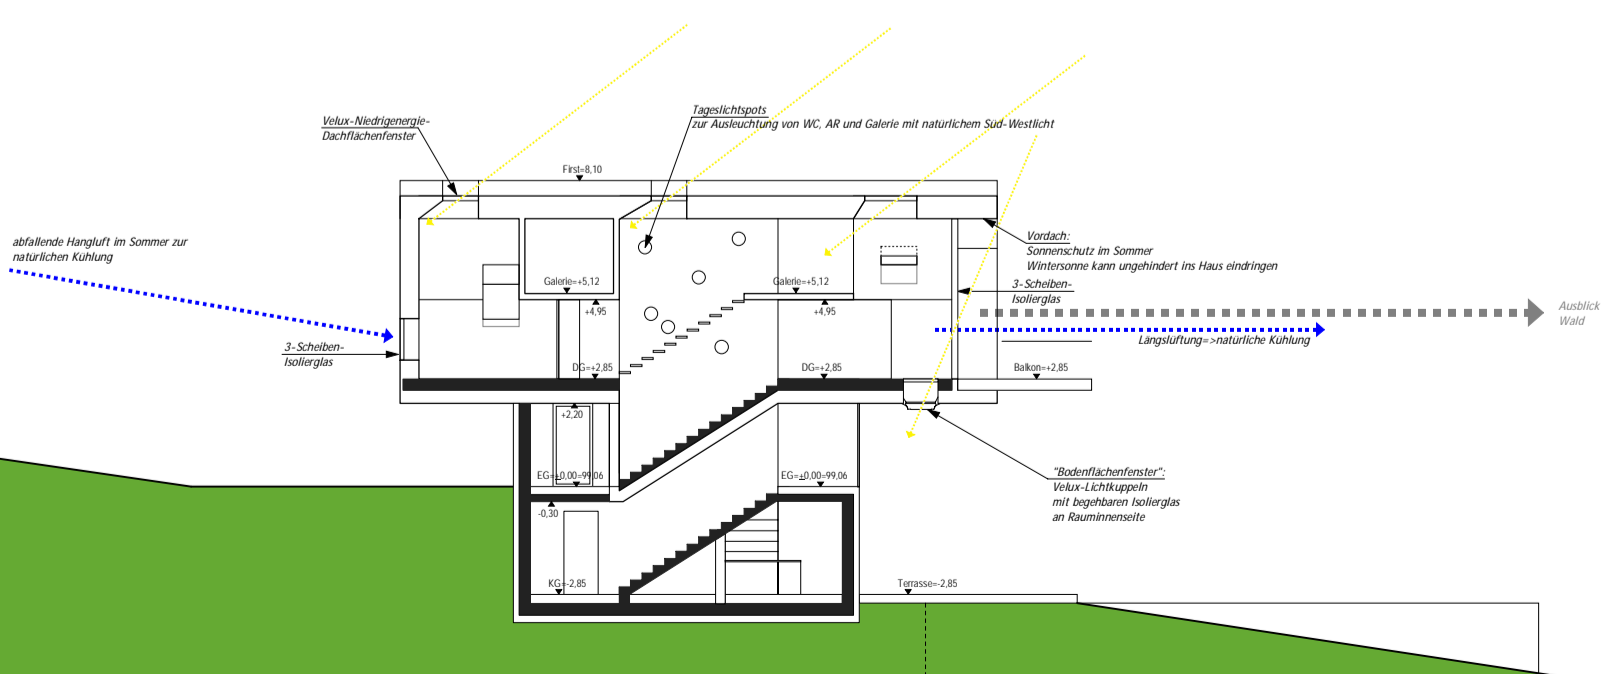 Tageslichtspots
zur Ausleuchtung von WC, AR und Galerie mit natürlichem Süd-Westlicht
Velux-Niedrigenergie-
Dachflächenfenster
First=8,10
abfallende Hangluft im Sommer zur
natürlichen Kühlung
Vordach:
Sonnenschutz im Sommer
Wintersonne kann ungehindert ins Haus eindringen
Galerie=+5,12
Galerie=+5,12
3-Scheiben-
Isolierglas
+4,95
+4,95
Ausblick
Wald
Längslüftung=>natürliche Kühlung
3-Scheiben-
Isolierglas
DG=+2,85
DG=+2,85
Balkon=+2,85
+2,20
EG=±0,00=99,06
EG=±0,00=99,06
"Bodenflächenfenster":
Velux-Lichtkuppeln
mit begehbaren Isolierglas
an Rauminnenseite
-0,30
KG=-2,85
Terrasse=-2,85